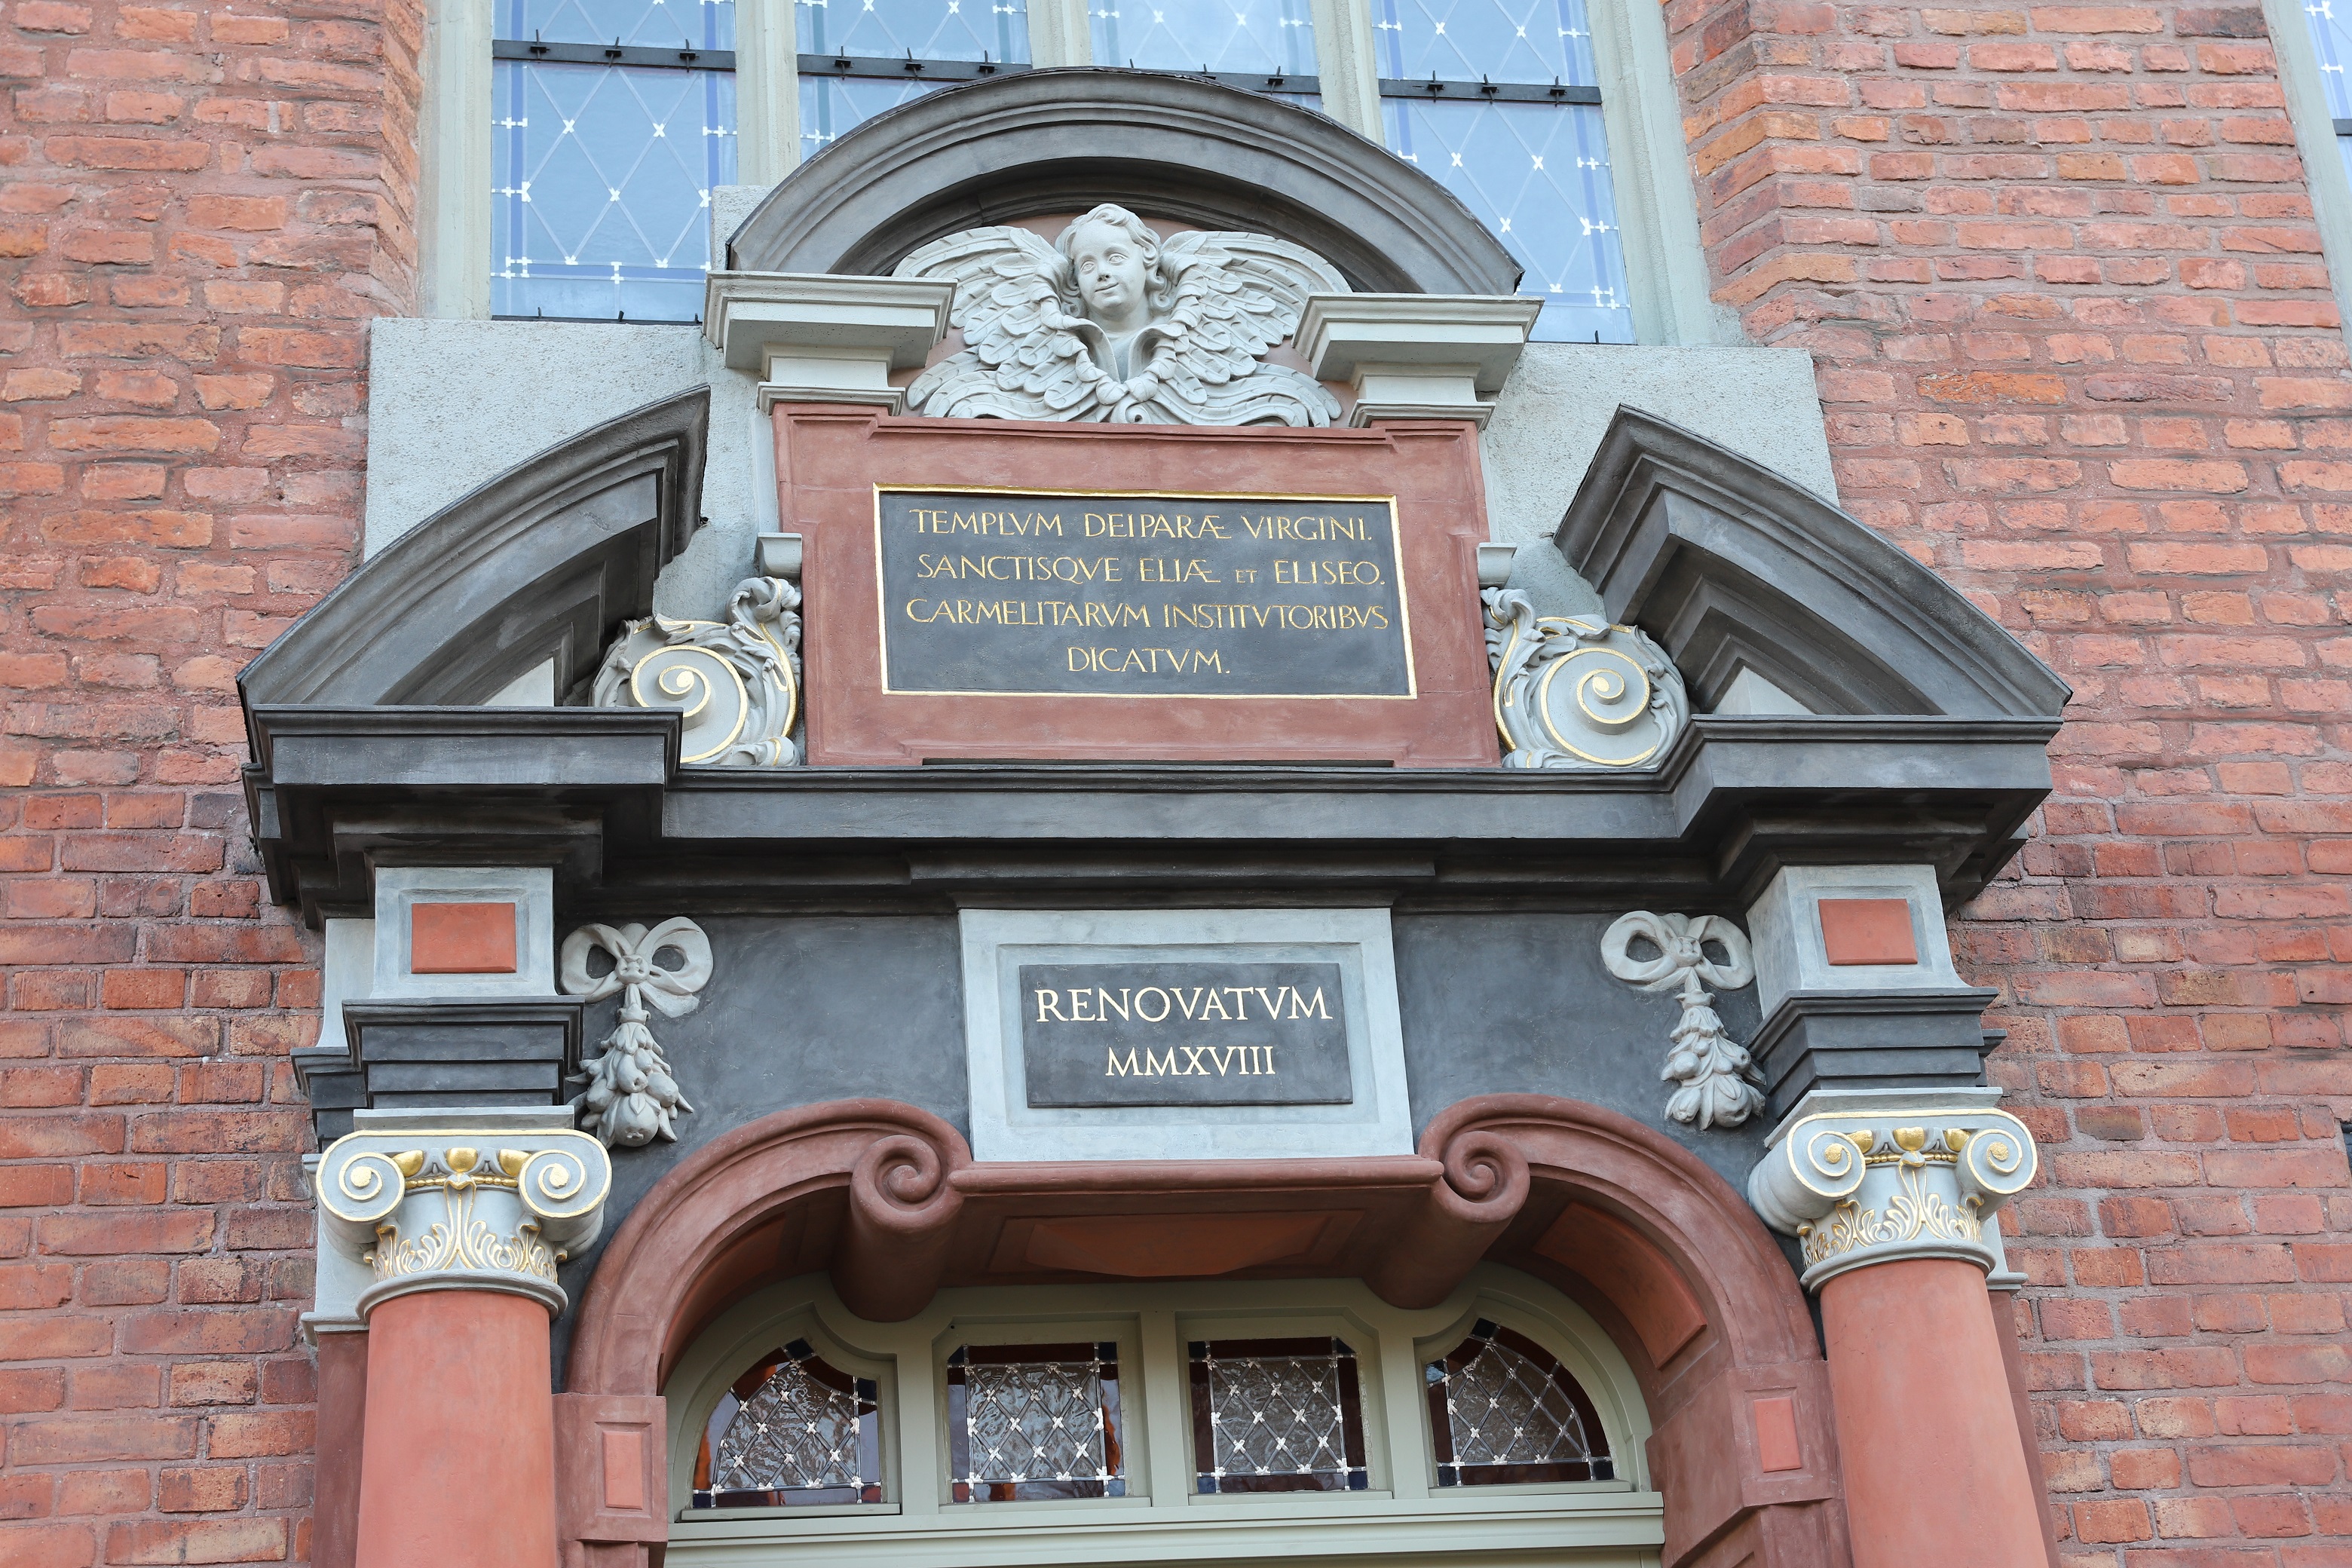 TEMPLVM DEIPARÆ VIRGINI.
SANCTISQVE ELIÆ ET ELISEO.
CARMELITARVM INSTITVTORIBVS
DICATVM.
RENOVATVM
MMXVIII